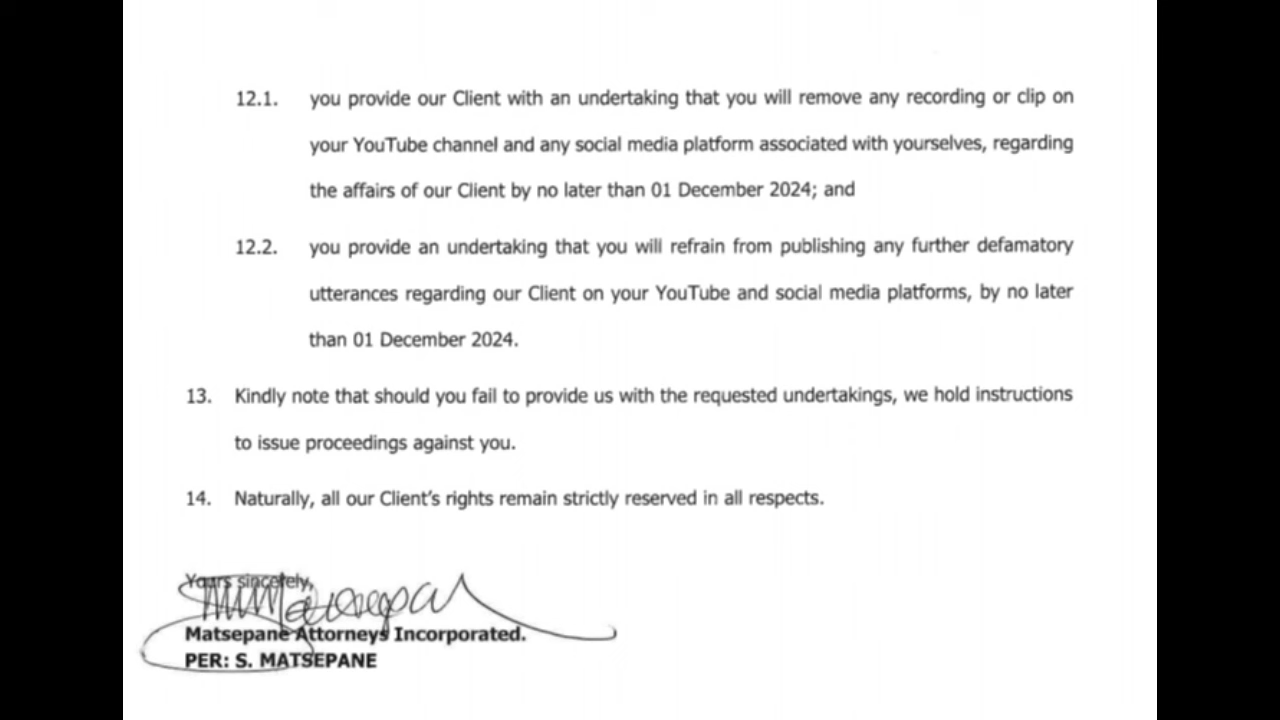 12.1. you provide our Client with an undertaking that you will remove any recording or clip on
your YouTube channel and any social media platform associated with yourselves, regarding
the affairs of our Client by no later than 01 December 2024; and
12.2. you provide an undertaking that you will refrain from publishing any further defamatory
utterances regarding our Client on your YouTube and social media platforms, by no later
than 01 December 2024.
13. Kindly note that should you fail to provide us with the requested undertakings, we hold instructions
to issue proceedings against you.
14. Naturally, all our Client's rights remain strictly reserved in all respects.
Yours sincerely,
Matsepane Attorneys Incorporated.
PER: S. MATSEPANE